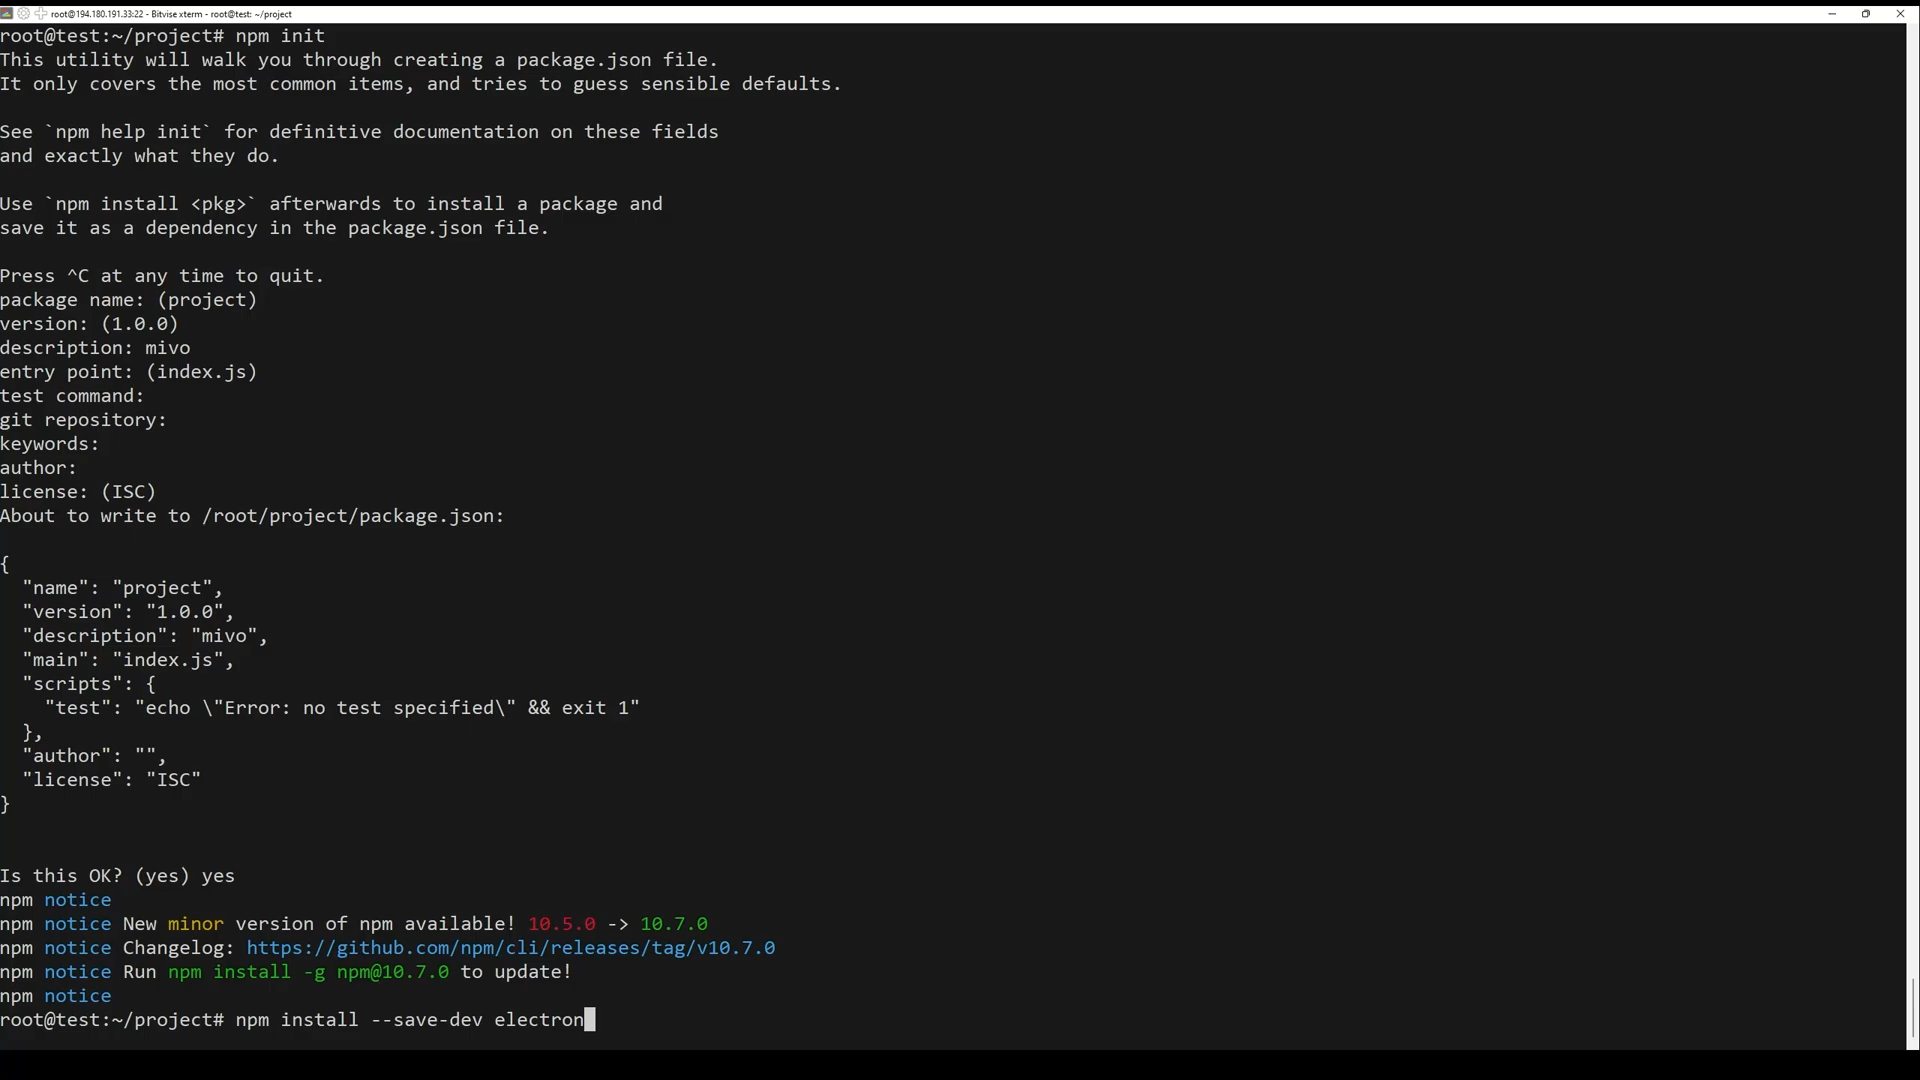 root@194.180.191.33:22 - Bitvise xterm - root@test: ~/project
root@test:~/project# npm init
This utility will walk you through creating a package.json file.
It only covers the most common items, and tries to guess sensible defaults.
See `npm help init` for definitive documentation on these fields
and exactly what they do.
Use `npm install <pkg>` afterwards to install a package and
save it as a dependency in the package.json file.
Press ^C at any time to quit.
package name: (project)
version: (1.0.0)
description: mivo
entry point: (index.js)
test command:
git repository:
keywords:
author:
license: (ISC)
About to write to /root/project/package.json:
{
  "name": "project",
  "version": "1.0.0",
  "description": "mivo",
  "main": "index.js",
  "scripts": {
    "test": "echo \"Error: no test specified\" && exit 1"
  },
  "author": "",
  "license": "ISC"
}
Is this OK? (yes) yes
npm notice
npm notice New minor version of npm available! 10.5.0 -> 10.7.0
npm notice Changelog: https://github.com/npm/cli/releases/tag/v10.7.0
npm notice Run npm install -g npm@10.7.0 to update!
npm notice
root@test:~/project# npm install --save-dev electron